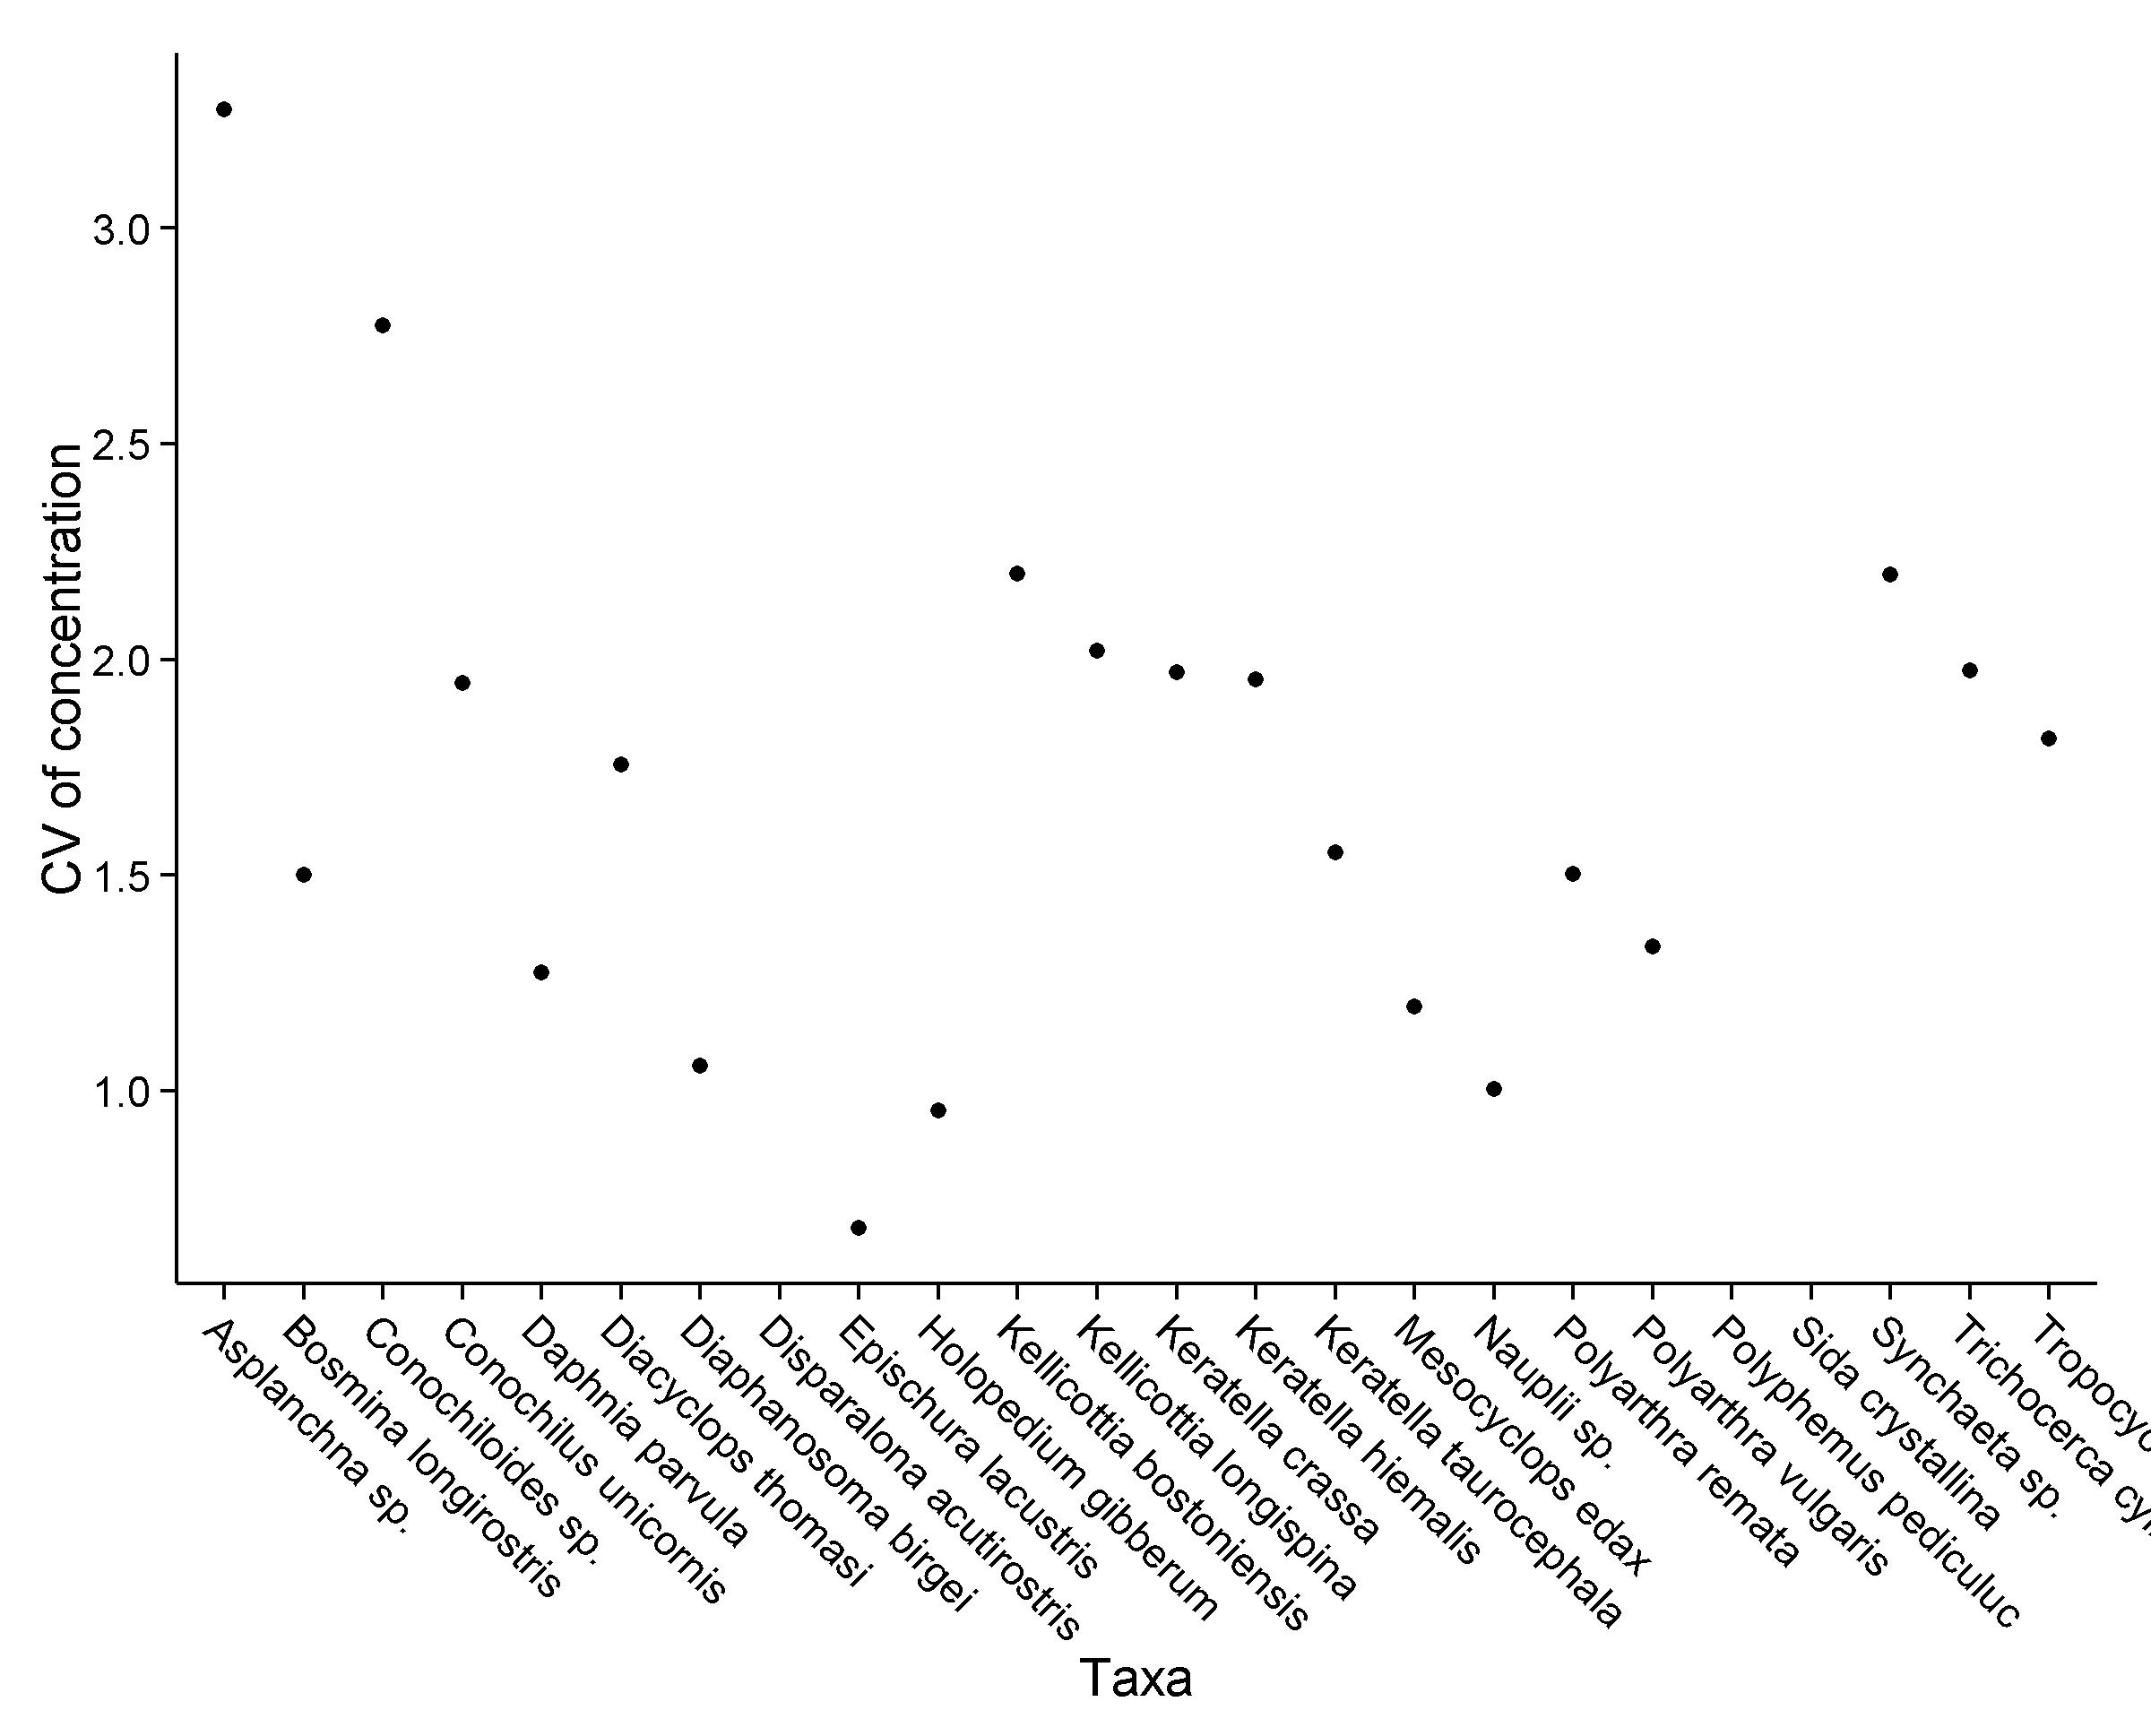 CV of concentration
3.0
2.5
2.0
1.5
1.0
Asplanchna sp.
Bosmina longirostris
Conochiloides sp.
Conochilus unicornis
Daphnia parvula
Diacyclops thomasi
Diaphanosoma birgei
Disparalona acutirostris
Epischura lacustris
Holopedium gibberum
Kellicottia bostoniensis
Kellicottia longispina
Keratella crassa
Keratella hiemalis
Keratella taurocephala
Mesocyclops edax
Nauplii sp.
Polyarthra remata
Polyarthra vulgaris
Polyphemus pediculuc
Sida crystallina
Synchaeta sp.
Trichocerca
Taxa